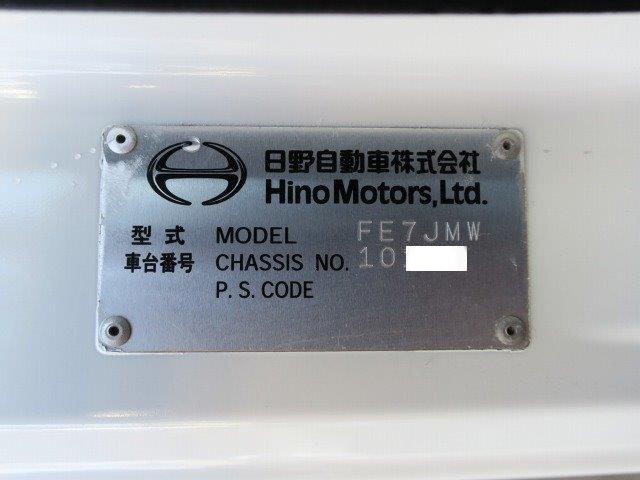 日野自動車株式会社
Hino Motors, Ltd.
型式 MODEL FE7JMW
車台番号 CHASSIS NO. 10
P. S. CODE